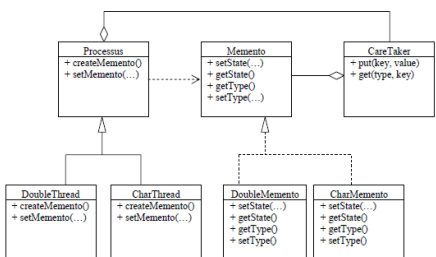 Processus
+ createMemento()
+ setMemento(...)
Memento
+ setState(...)
+ getState()
+ getType()
+ setType(...)
CareTaker
+ put(key, value)
+ get(type, key)
DoubleThread
+ createMemento()
+ setMemento(...)
CharThread
+ createMemento()
+ setMemento(...)
DoubleMemento
+ setState(...)
+ getState()
+ getType()
+ setType()
CharMemento
+ setState(...)
+ getState()
+ getType()
+ setType()